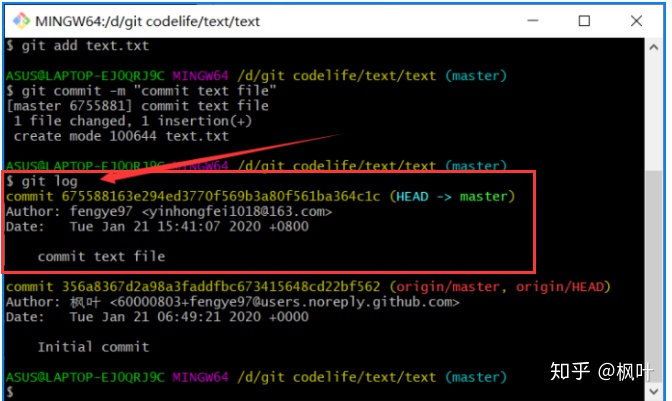 MINGW64:/d/git codelife/text/text
$ git add text.txt
ASUS@LAPTOP-EJ0QRJ9C MINGW64 /d/git codelife/text/text (master)
$ git commit -m "commit text file"
[master 6755881] commit text file
1 file changed, 1 insertion(+)
create mode 100644 text.txt
ASUS@LAPTOP-EJ0QRJ9C MINGW64 /d/git codelife/text/text (master)
$ git log
commit 675588163e294ed3770f569b3a80f561ba364c1c (HEAD -> master)
Author: fengye97 <yinhongfei1018@163.com>
Date:   Tue Jan 21 15:41:07 2020 +0800
commit text file
commit 356a8367d2a98a3faddfbc673415648cd22bf562 (origin/master, origin/HEAD)
Author: 枫叶 <60000803+fengye97@users.noreply.github.com>
Date:   Tue Jan 21 06:49:21 2020 +0000
Initial commit
ASUS@LAPTOP-EJ0QRJ9C MINGW64 /d/git codelife/text/text (master)
$
知乎 @枫叶